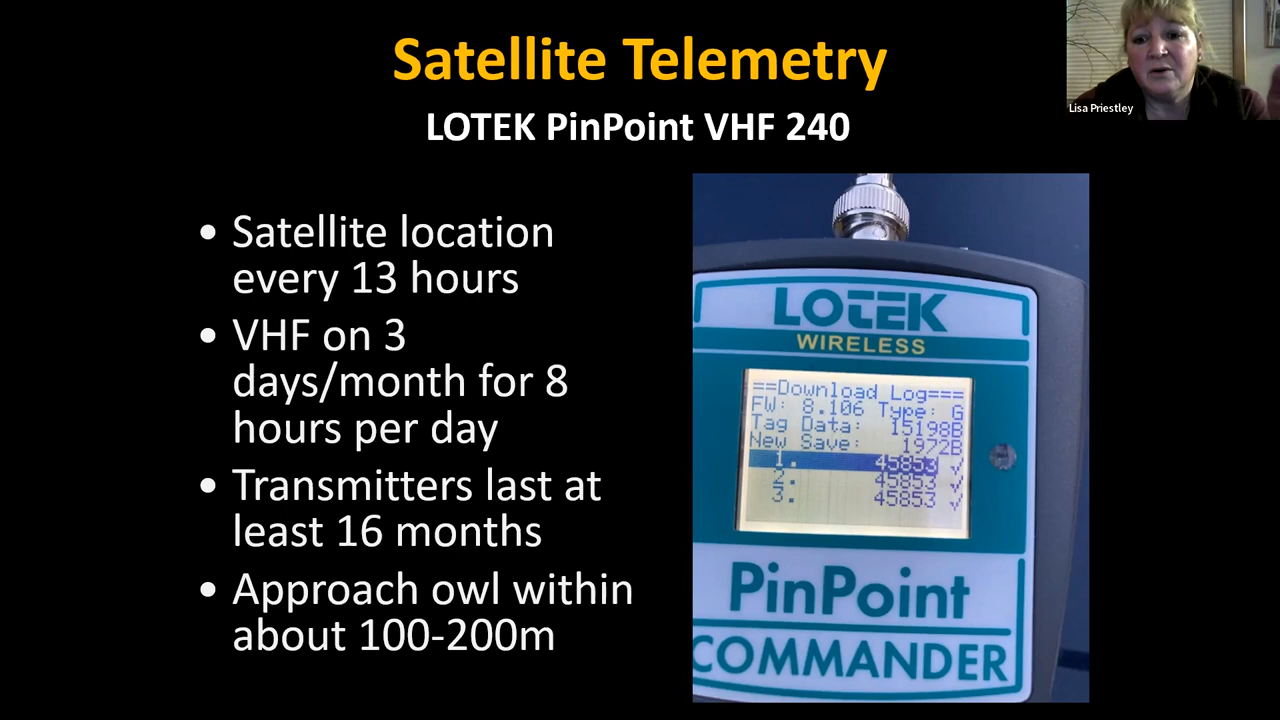 Satellite Telemetry
LOTEK PinPoint VHF 240
Lisa Priestley
• Satellite location
every 13 hours
• VHF on 3
days/month for 8
hours per day
• Transmitters last at
least 16 months
• Approach owl within
about 100-200m
LOTEK
WIRELESS
==Download Log===
FW: 8.106 Type: G
Tag Data: 15198B
New Save: 1972B
1. 45853 y
2. 45853 y
3. 45853 y
PinPoint
COMMANDER